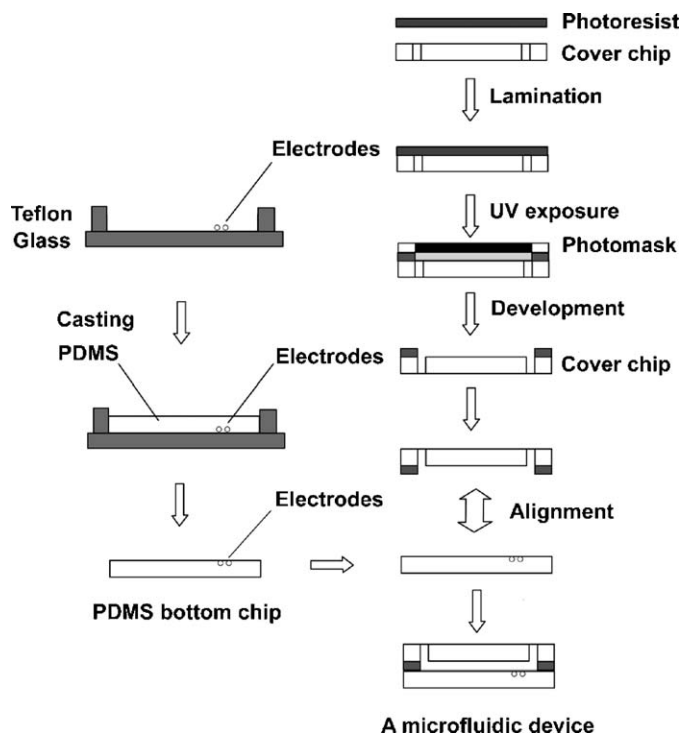 Photoresist
Cover chip
Lamination
Electrodes
Teflon
Glass
UV exposure
Photomask
Casting
PDMS
Development
Electrodes
Cover chip
Electrodes
Alignment
PDMS bottom chip
A microfluidic device